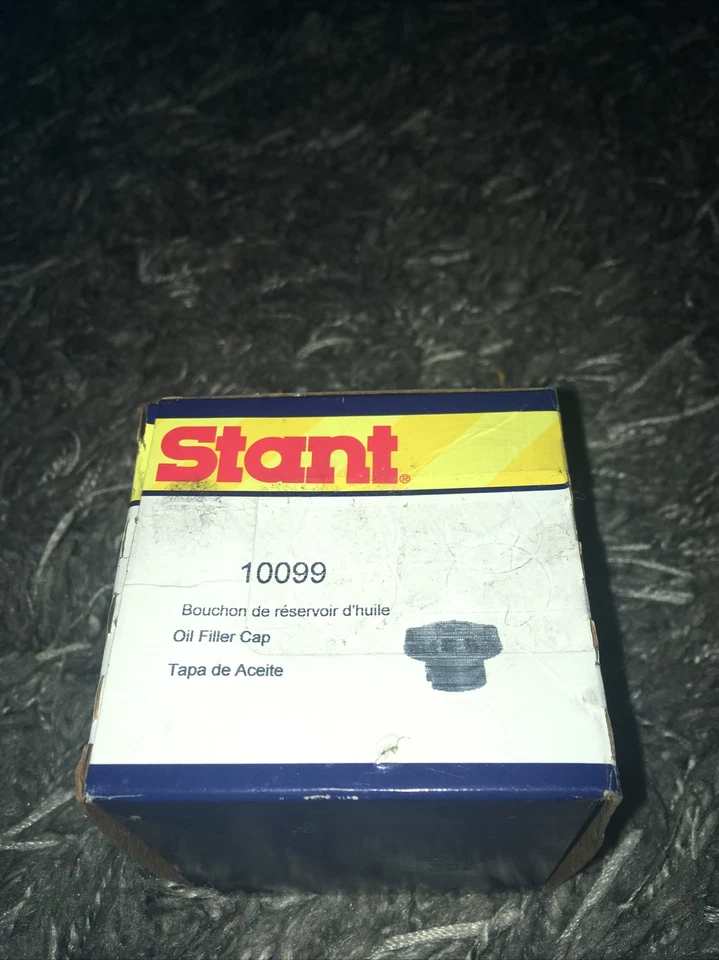 Stant®
10099
Bouchon de réservoir d'huile
Oil Filler Cap
Tapa de Aceite